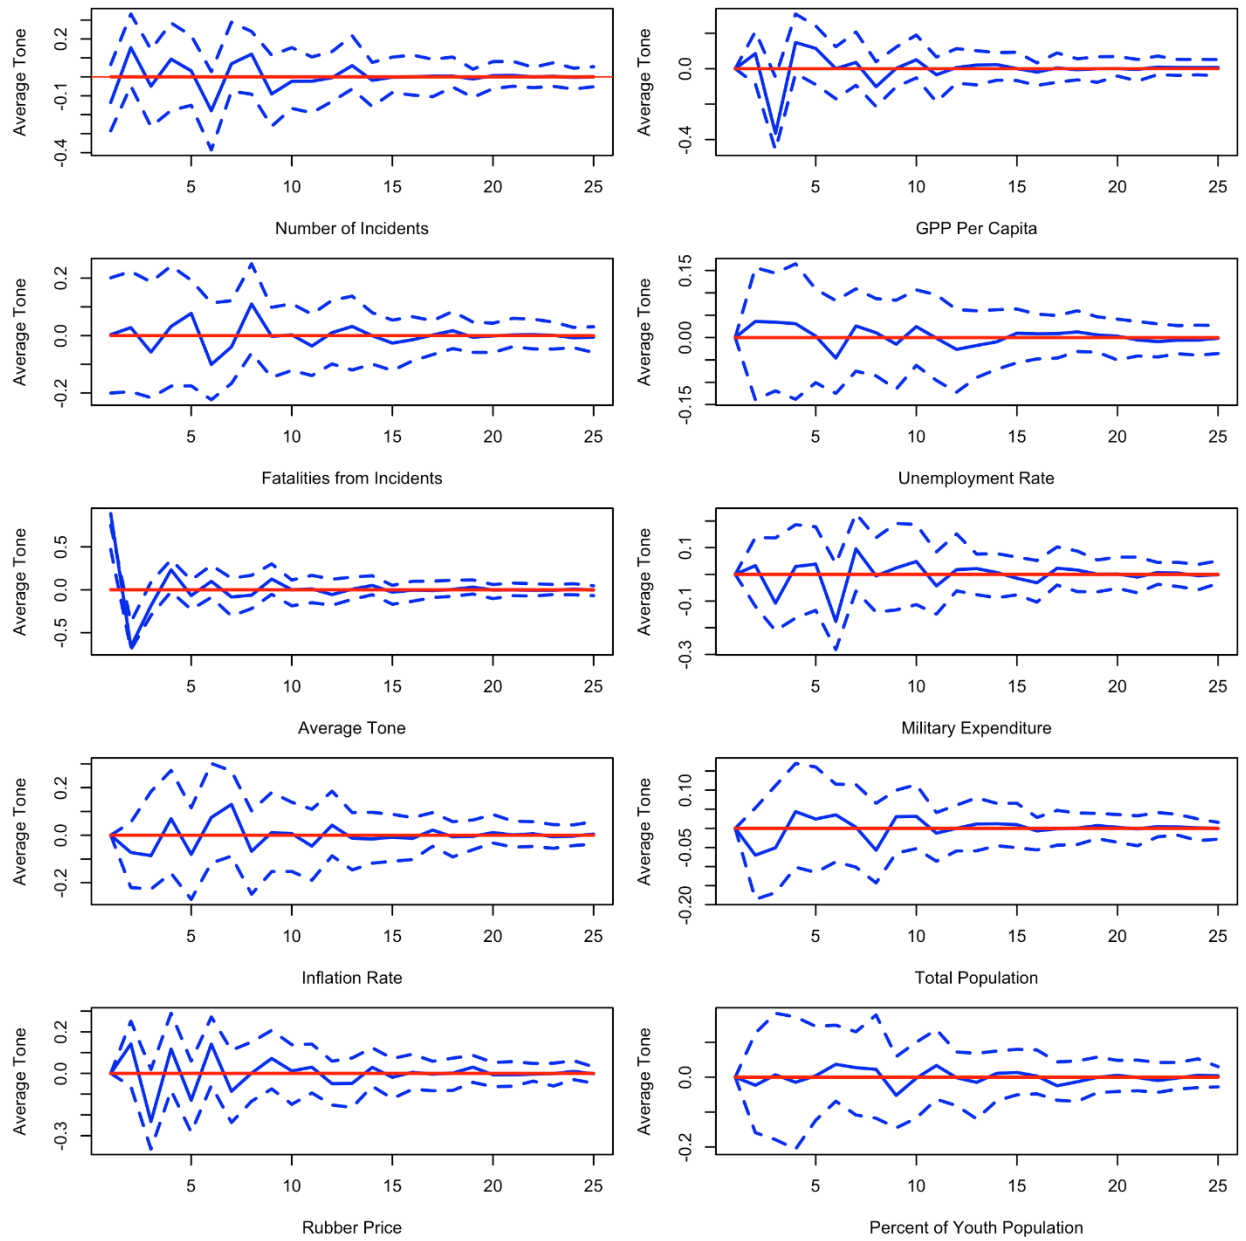 Average Tone
0.2
-0.1
-0.4
5 10 15 20 25
Number of Incidents
Average Tone
0.0
-0.4
5 10 15 20 25
GPP Per Capita
Average Tone
0.2
0.0
-0.2
5 10 15 20 25
Fatalities from Incidents
Average Tone
0.15
0.00
-0.15
5 10 15 20 25
Unemployment Rate
Average Tone
0.5
0.0
-0.5
5 10 15 20 25
Average Tone
Average Tone
0.1
-0.1
-0.3
5 10 15 20 25
Military Expenditure
Average Tone
0.2
0.0
-0.2
5 10 15 20 25
Inflation Rate
Average Tone
0.10
-0.05
-0.20
5 10 15 20 25
Total Population
Average Tone
0.2
0.0
-0.3
5 10 15 20 25
Rubber Price
Average Tone
0.0
-0.2
5 10 15 20 25
Percent of Youth Population